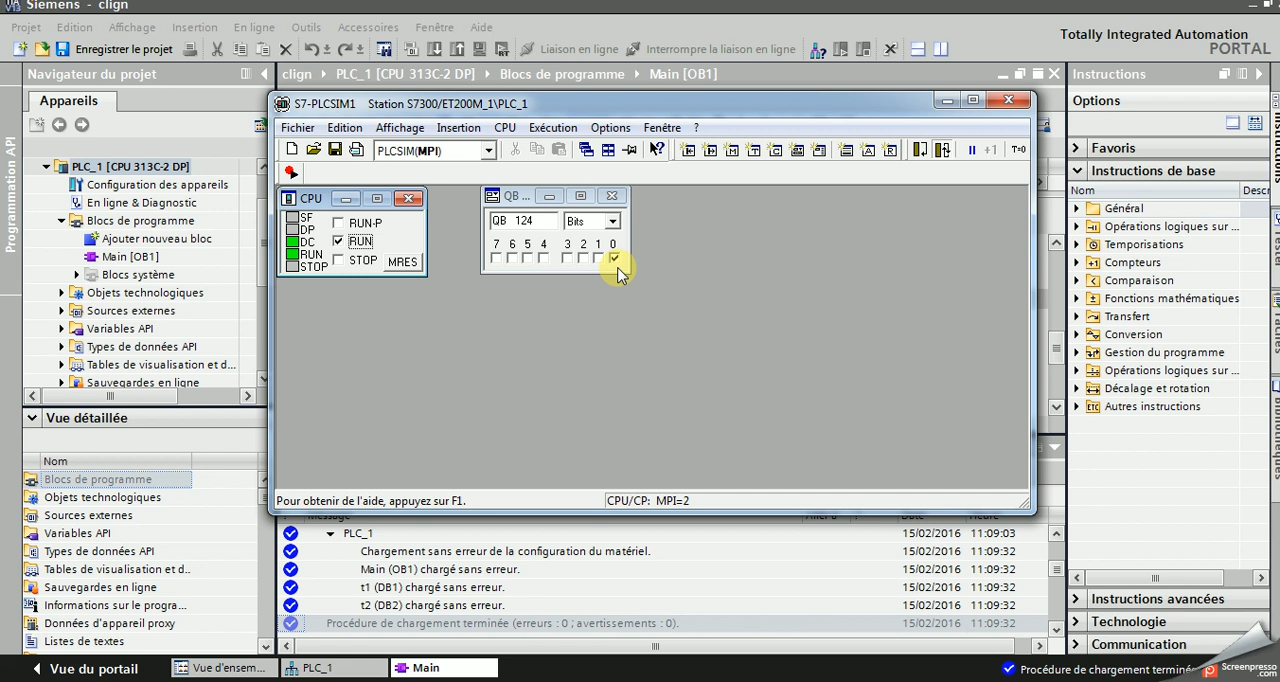 Siemens - clign
Projet Edition Affichage Insertion En ligne Outils Accessoires Fenêtre Aide
Enregistrer le projet Liaison en ligne Interrompre la liaison en ligne
Totally Integrated Automation
PORTAL
Navigateur du projet
clign PLC_1 [CPU 313C-2 DP] Blocs de programme Main [OB1]
Instructions
Appareils
Options
Programmation API
Favoris
Instructions de base
Nom Descr
Général
Opérations logiques sur ...
Temporisations
Compteurs
Comparaison
Fonctions mathématiques
Transfert
Conversion
Gestion du programme
Opérations logiques sur ...
Décalage et rotation
Autres instructions
Instructions avancées
Technologie
Communication
PLC_1 [CPU 313C-2 DP]
Configuration des appareils
En ligne & Diagnostic
Blocs de programme
Ajouter nouveau bloc
Main [OB1]
Blocs système
Objets technologiques
Sources externes
Variables API
Types de données API
Tables de visualisation et d...
Sauvegardes en ligne
Vue détaillée
Nom
Blocs de programme
Objets technologiques
Sources externes
Variables API
Types de données API
Tables de visualisation et d..
Sauvegardes en ligne
Informations sur le progra...
Données d'appareil proxy
Listes de textes
S7-PLCSIM1 Station S7300/ET200M_1\PLC_1
Fichier Edition Affichage Insertion CPU Exécution Options Fenêtre ?
PLCSIM(MPI) +1 T=0
CPU
SF
DP
DC
RUN
STOP
RUN-P
RUN
STOP
MRES
QB ...
QB 124 Bits
7 6 5 4 3 2 1 0
Pour obtenir de l'aide, appuyez sur F1. CPU/CP: MPI=2
Message Date Heure
PLC_1 15/02/2016 11:09:03
Chargement sans erreur de la configuration du matériel. 15/02/2016 11:09:32
Main (OB1) chargé sans erreur. 15/02/2016 11:09:32
t1 (DB1) chargé sans erreur. 15/02/2016 11:09:32
t2 (DB2) chargé sans erreur. 15/02/2016 11:09:32
Procédure de chargement terminée (erreurs : 0 ; avertissements : 0). 15/02/2016 11:09:32
Vue du portail Vue d'ensem... PLC_1 Main
Procédure de chargement terminé
Screenpresso
.com